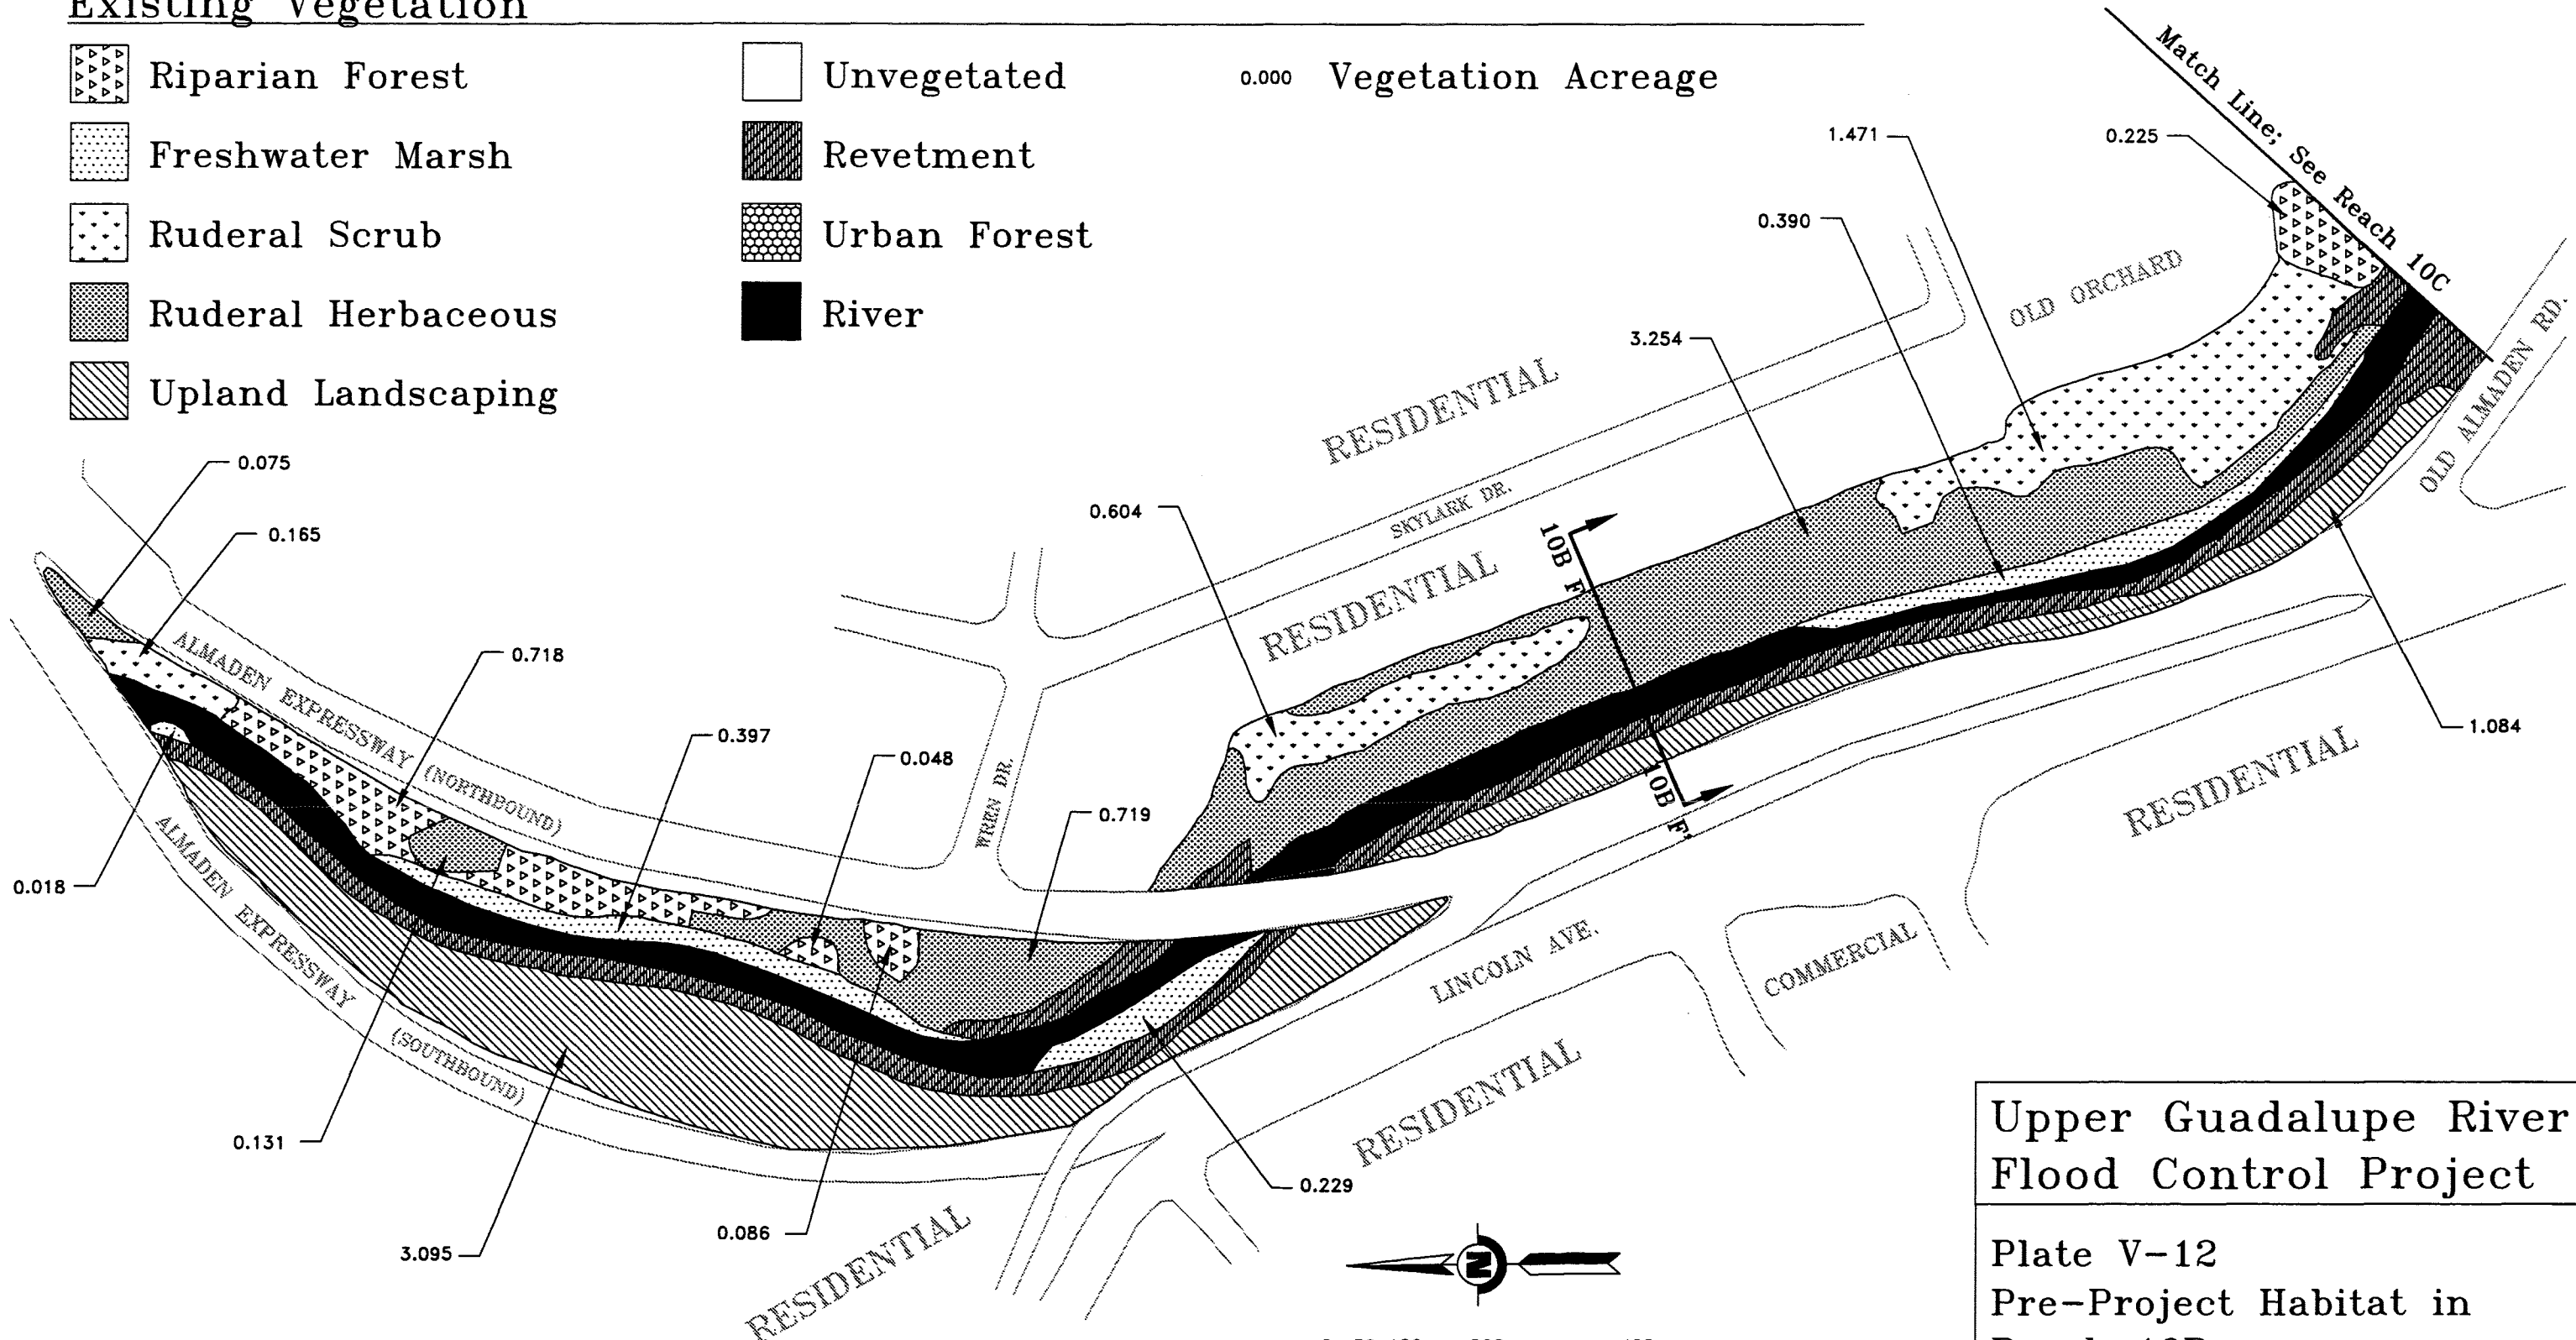 Existing Vegetation
Riparian Forest
Freshwater Marsh
Ruderal Scrub
Ruderal Herbaceous
Upland Landscaping
Unvegetated
Revetment
Urban Forest
River
0.000 Vegetation Acreage
Match Line; See Reach 10C
0.225
1.471
0.390
3.254
0.604
OLD ORCHARD
RESIDENTIAL
SKYLARK DR.
RESIDENTIAL
10B F
10B F'
OLD ALMADEN RD.
1.084
RESIDENTIAL
0.075
0.165
0.718
0.397
0.048
0.719
ALMADEN EXPRESSWAY (NORTHBOUND)
WREN DR.
0.018
ALMADEN EXPRESSWAY (SOUTHBOUND)
0.131
3.095
0.086
0.229
LINCOLN AVE.
COMMERCIAL
RESIDENTIAL
RESIDENTIAL
N
Upper Guadalupe River
Flood Control Project
Plate V-12
Pre-Project Habitat in